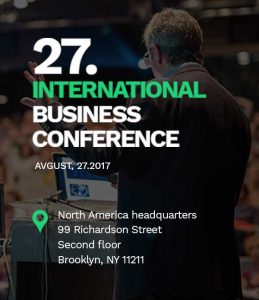 27.
INTERNATIONAL
BUSINESS
CONFERENCE
AVGUST, 27.2017
North America headquarters
99 Richardson Street
Second floor
Brooklyn, NY 11211